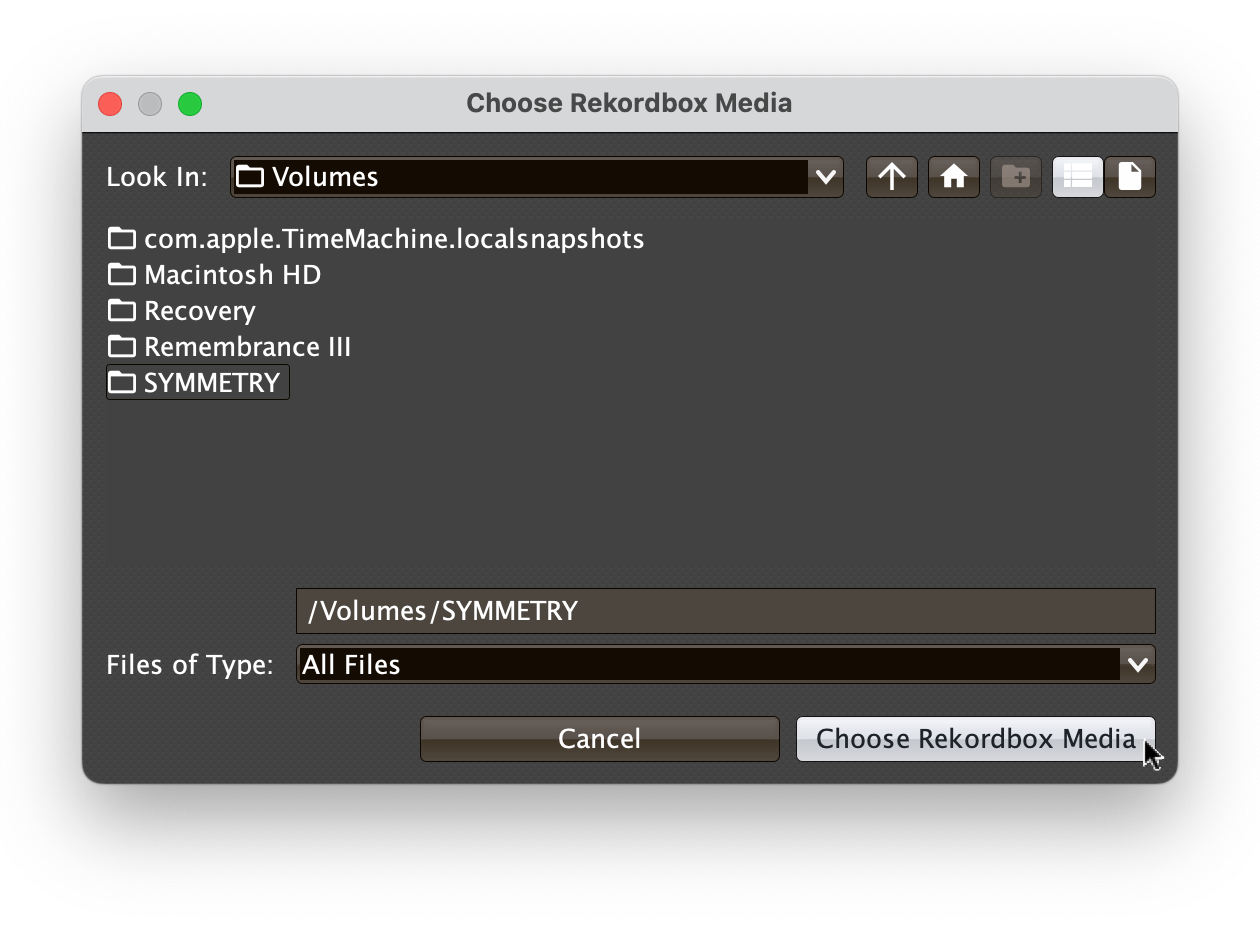 Choose Rekordbox Media
Look In: Volumes
com.apple.TimeMachine.localsnapshots
Macintosh HD
Recovery
Remembrance III
SYMMETRY
/Volumes/SYMMETRY
Files of Type: All Files
Cancel Choose Rekordbox Media